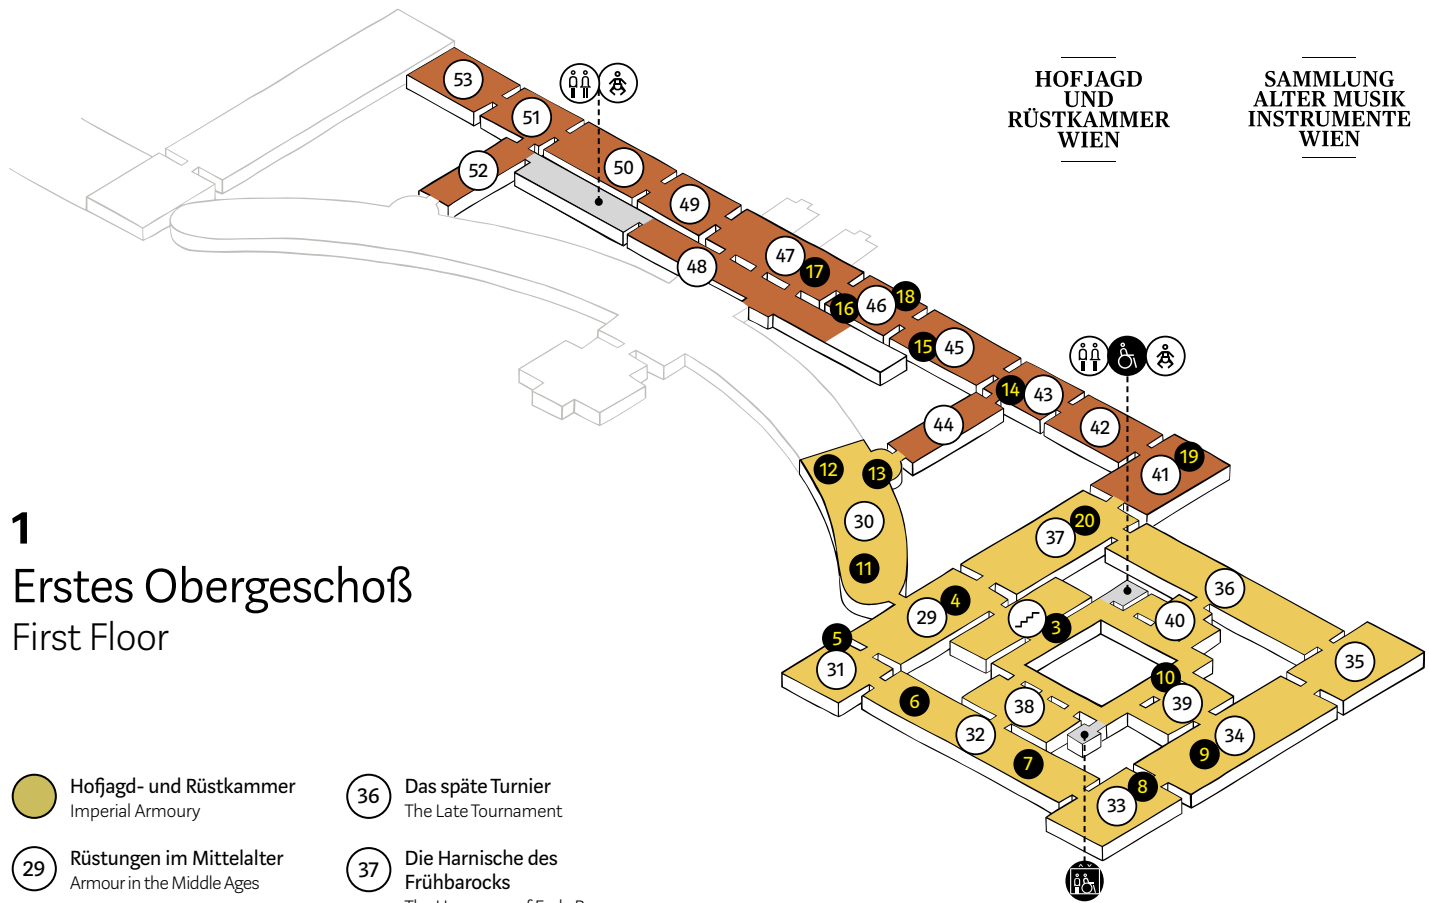 HOFJAGD
UND
RÜSTKAMMER
WIEN
SAMMLUNG
ALTER MUSIK
INSTRUMENTE
WIEN
53
51
52
50
49
48
47
17
16
46
18
15
45
14
43
44
42
41
19
12
13
30
11
37
20
36
29
4
3
40
5
31
35
10
6
38
39
32
34
7
9
8
33
1
Erstes Obergeschoß
First Floor
Hofjagd- und Rüstkammer
Imperial Armoury
29
Rüstungen im Mittelalter
Armour in the Middle Ages
36
Das späte Turnier
The Late Tournament
37
Die Harnische des
Frühbarocks